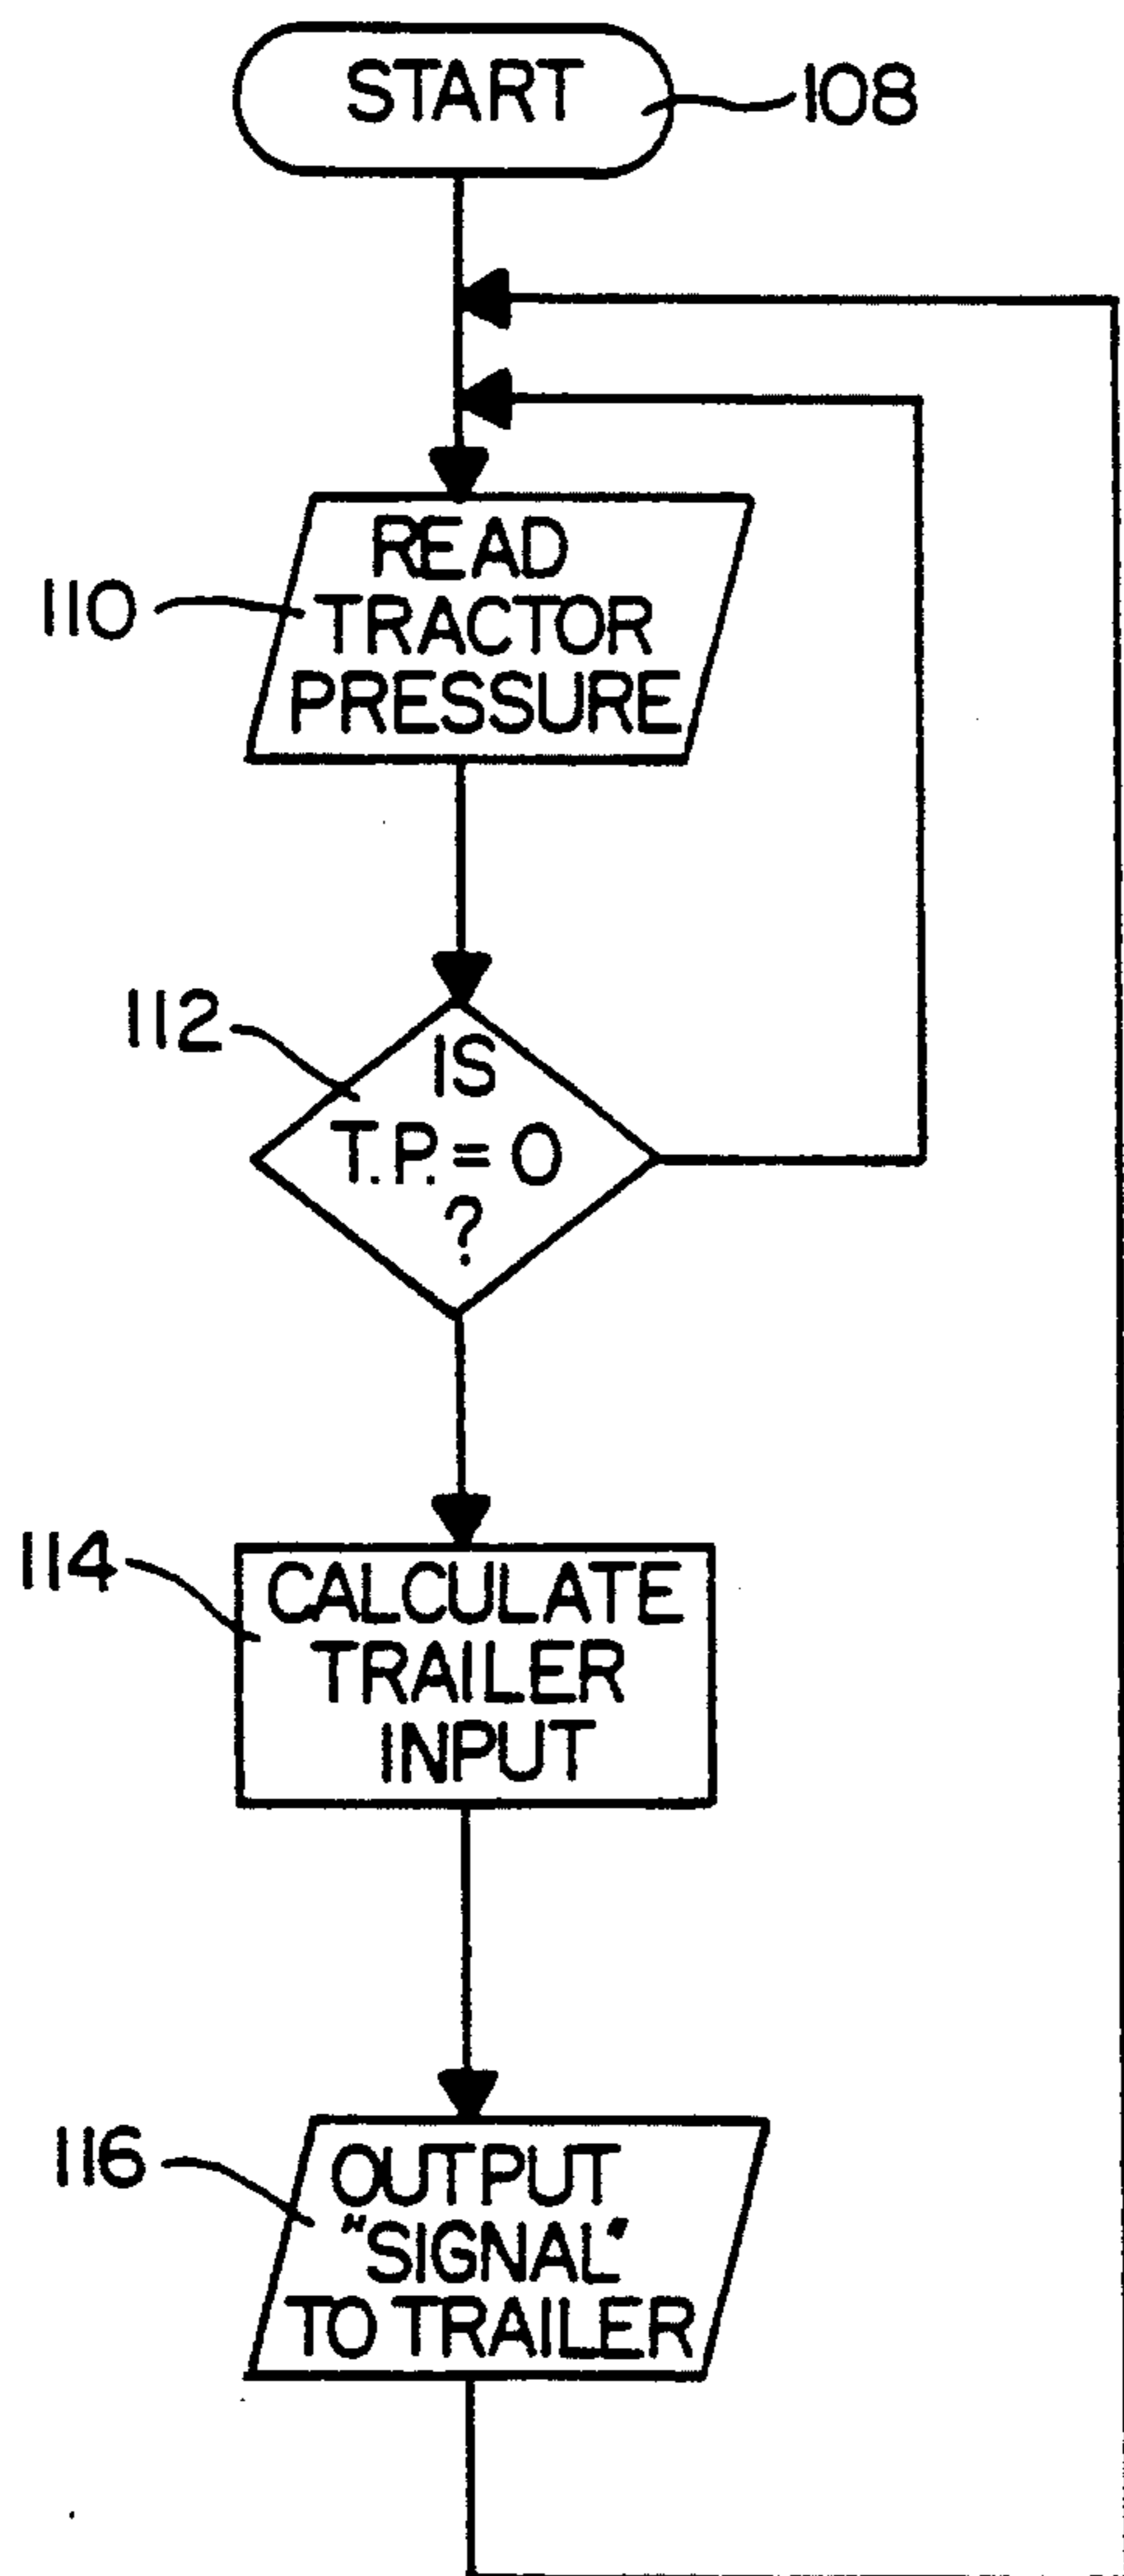 START
108
110
READ
TRACTOR
PRESSURE
112
IS
T.P. = 0
?
114
CALCULATE
TRAILER
INPUT
116
OUTPUT
"SIGNAL"
TO TRAILER